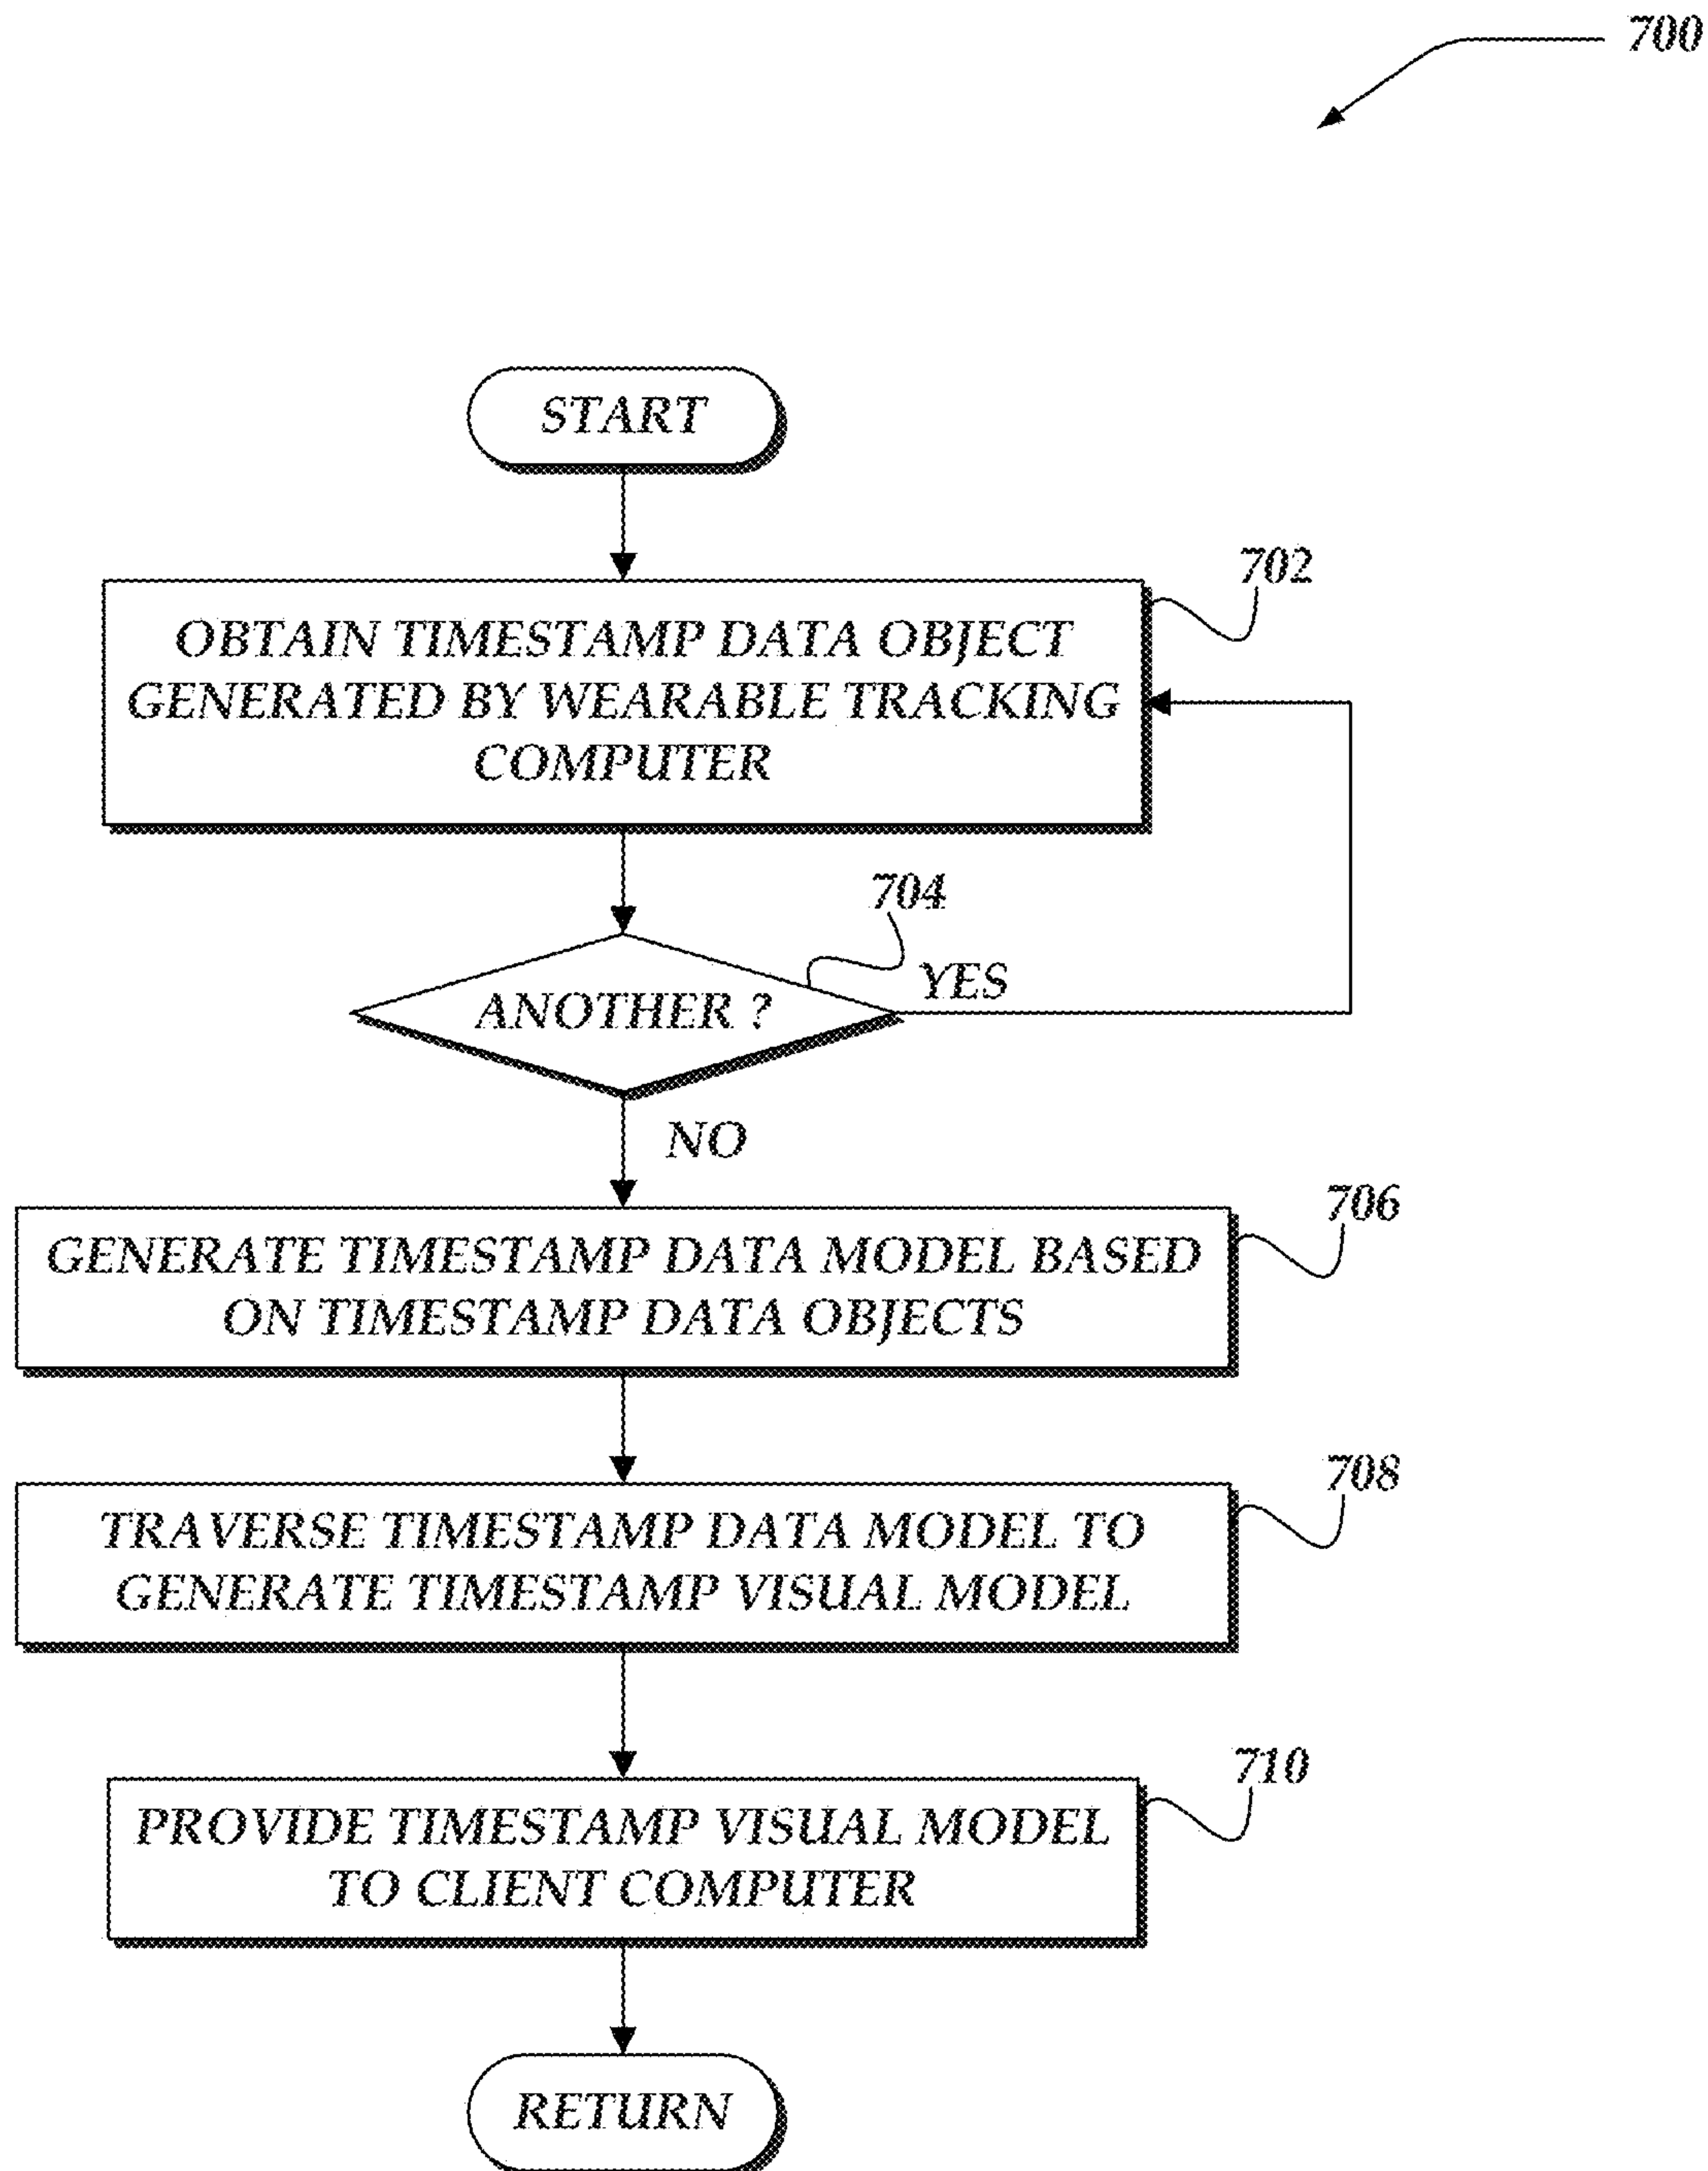 700
START
702
OBTAIN TIMESTAMP DATA OBJECT
GENERATED BY WEARABLE TRACKING
COMPUTER
704
YES
ANOTHER ?
NO
706
GENERATE TIMESTAMP DATA MODEL BASED
ON TIMESTAMP DATA OBJECTS
708
TRAVERSE TIMESTAMP DATA MODEL TO
GENERATE TIMESTAMP VISUAL MODEL
710
PROVIDE TIMESTAMP VISUAL MODEL
TO CLIENT COMPUTER
RETURN